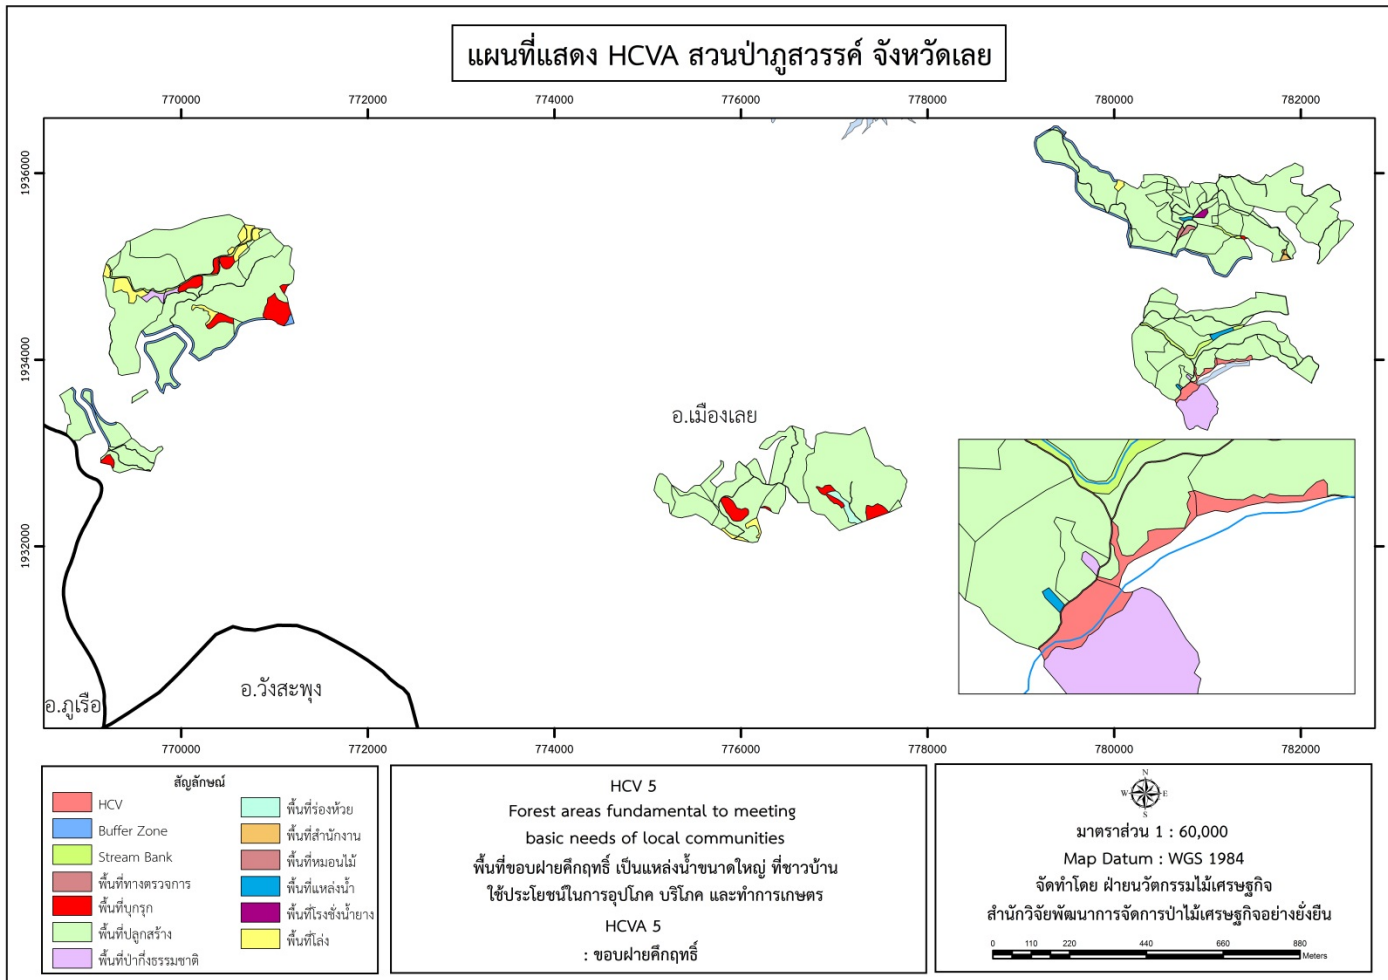 แผนที่แสดง HCVA สวนป่าภูสวรรค์ จังหวัดเลย
770000 772000 774000 776000 778000 780000 782000
1936000
1934000
1932000
1936000
1934000
1932000
อ.เมืองเลย
อ.วังสะพุง
อ.ภูเรือ
770000 772000 774000 776000 778000 780000 782000
สัญลักษณ์
HCV
Buffer Zone
Stream Bank
พื้นที่ทางตรวจการ
พื้นที่บุกรุก
พื้นที่ปลูกสร้าง
พื้นที่ป่ากึ่งธรรมชาติ
พื้นที่ร่องห้วย
พื้นที่สำนักงาน
พื้นที่หมอนไม้
พื้นที่แหล่งน้ำ
พื้นที่โรงชั่งน้ำยาง
พื้นที่โล่ง
HCV 5
Forest areas fundamental to meeting
basic needs of local communities
พื้นที่ขอบฝายคึกฤทธิ์ เป็นแหล่งน้ำขนาดใหญ่ ที่ชาวบ้าน
ใช้ประโยชน์ในการอุปโภค บริโภค และทำการเกษตร
HCVA 5
: ขอบฝายคึกฤทธิ์
N
W E
S
มาตราส่วน 1 : 60,000
Map Datum : WGS 1984
จัดทำโดย ฝ่ายนวัตกรรมไม้เศรษฐกิจ
สำนักวิจัยพัฒนาการจัดการป่าไม้เศรษฐกิจอย่างยั่งยืน
0 110 220 440 660 880
Meters